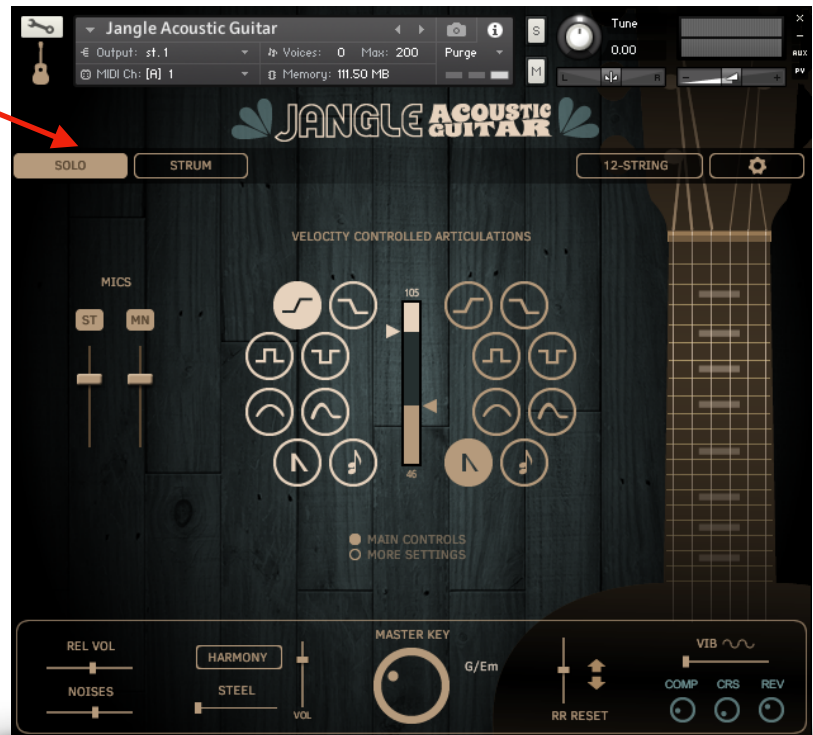 Jangle Acoustic Guitar
S
Tune
Output: st.1
Voices: 0 Max: 200
Purge
0.00
AUX
MIDI Ch: [A] 1
Memory: 111.50 MB
M
L R
- +
PV
JANGLE ACOUSTIC GUITAR
SOLO
STRUM
12-STRING
VELOCITY CONTROLLED ARTICULATIONS
MICS
105
ST
MN
46
MAIN CONTROLS
MORE SETTINGS
REL VOL
NOISES
HARMONY
STEEL
VOL
MASTER KEY
G/Em
RR RESET
VIB
COMP
CRS
REV